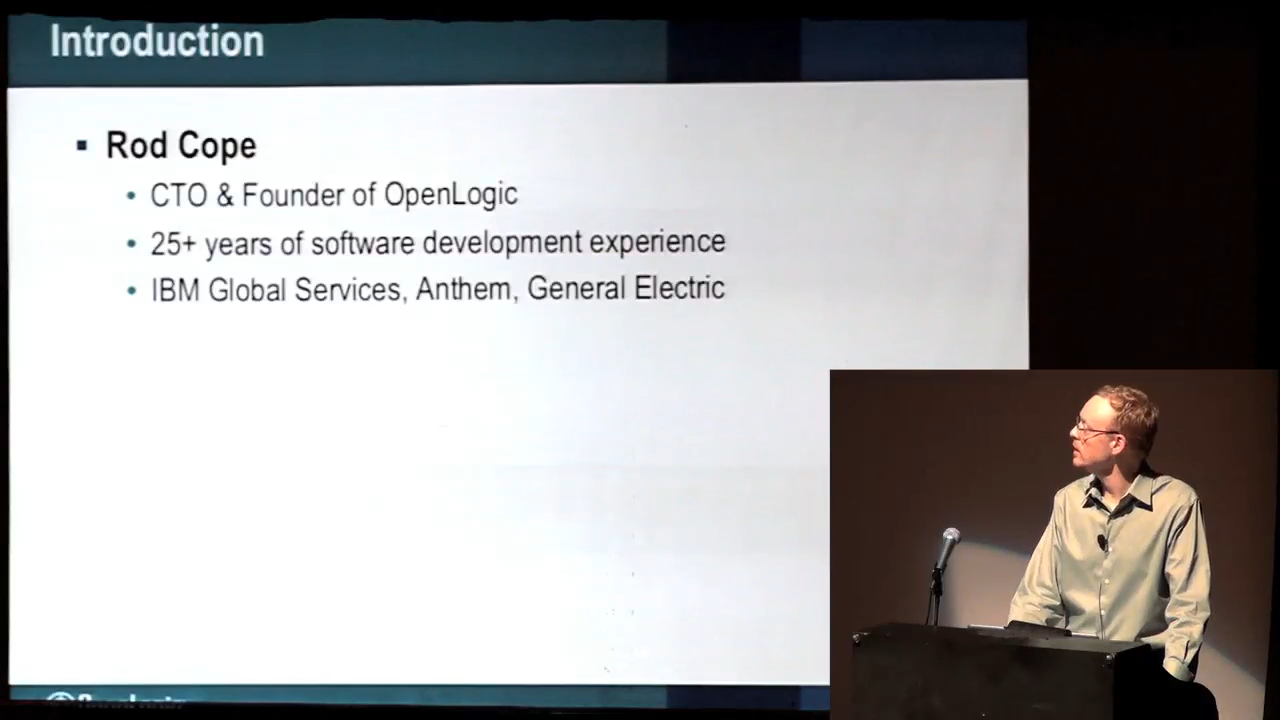 Introduction
Rod Cope
CTO & Founder of OpenLogic
25+ years of software development experience
IBM Global Services, Anthem, General Electric